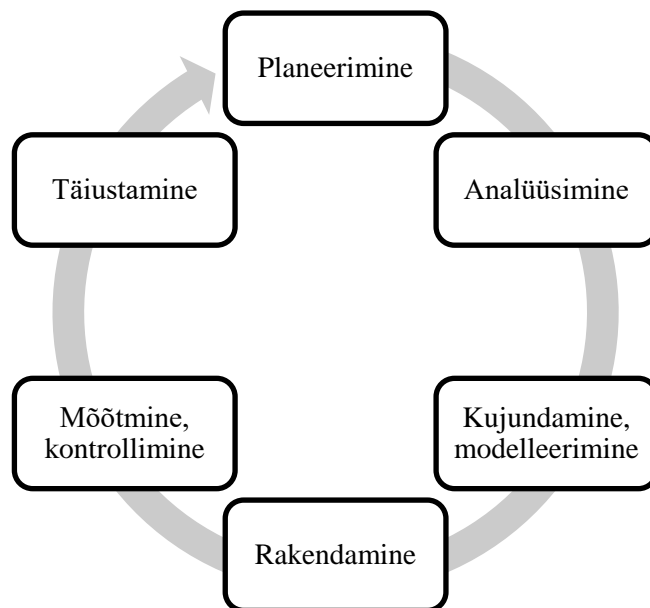 Planeerimine
Analüüsimine
Kujundamine,
modelleerimine
Rakendamine
Mõõtmine,
kontrollimine
Täiustamine